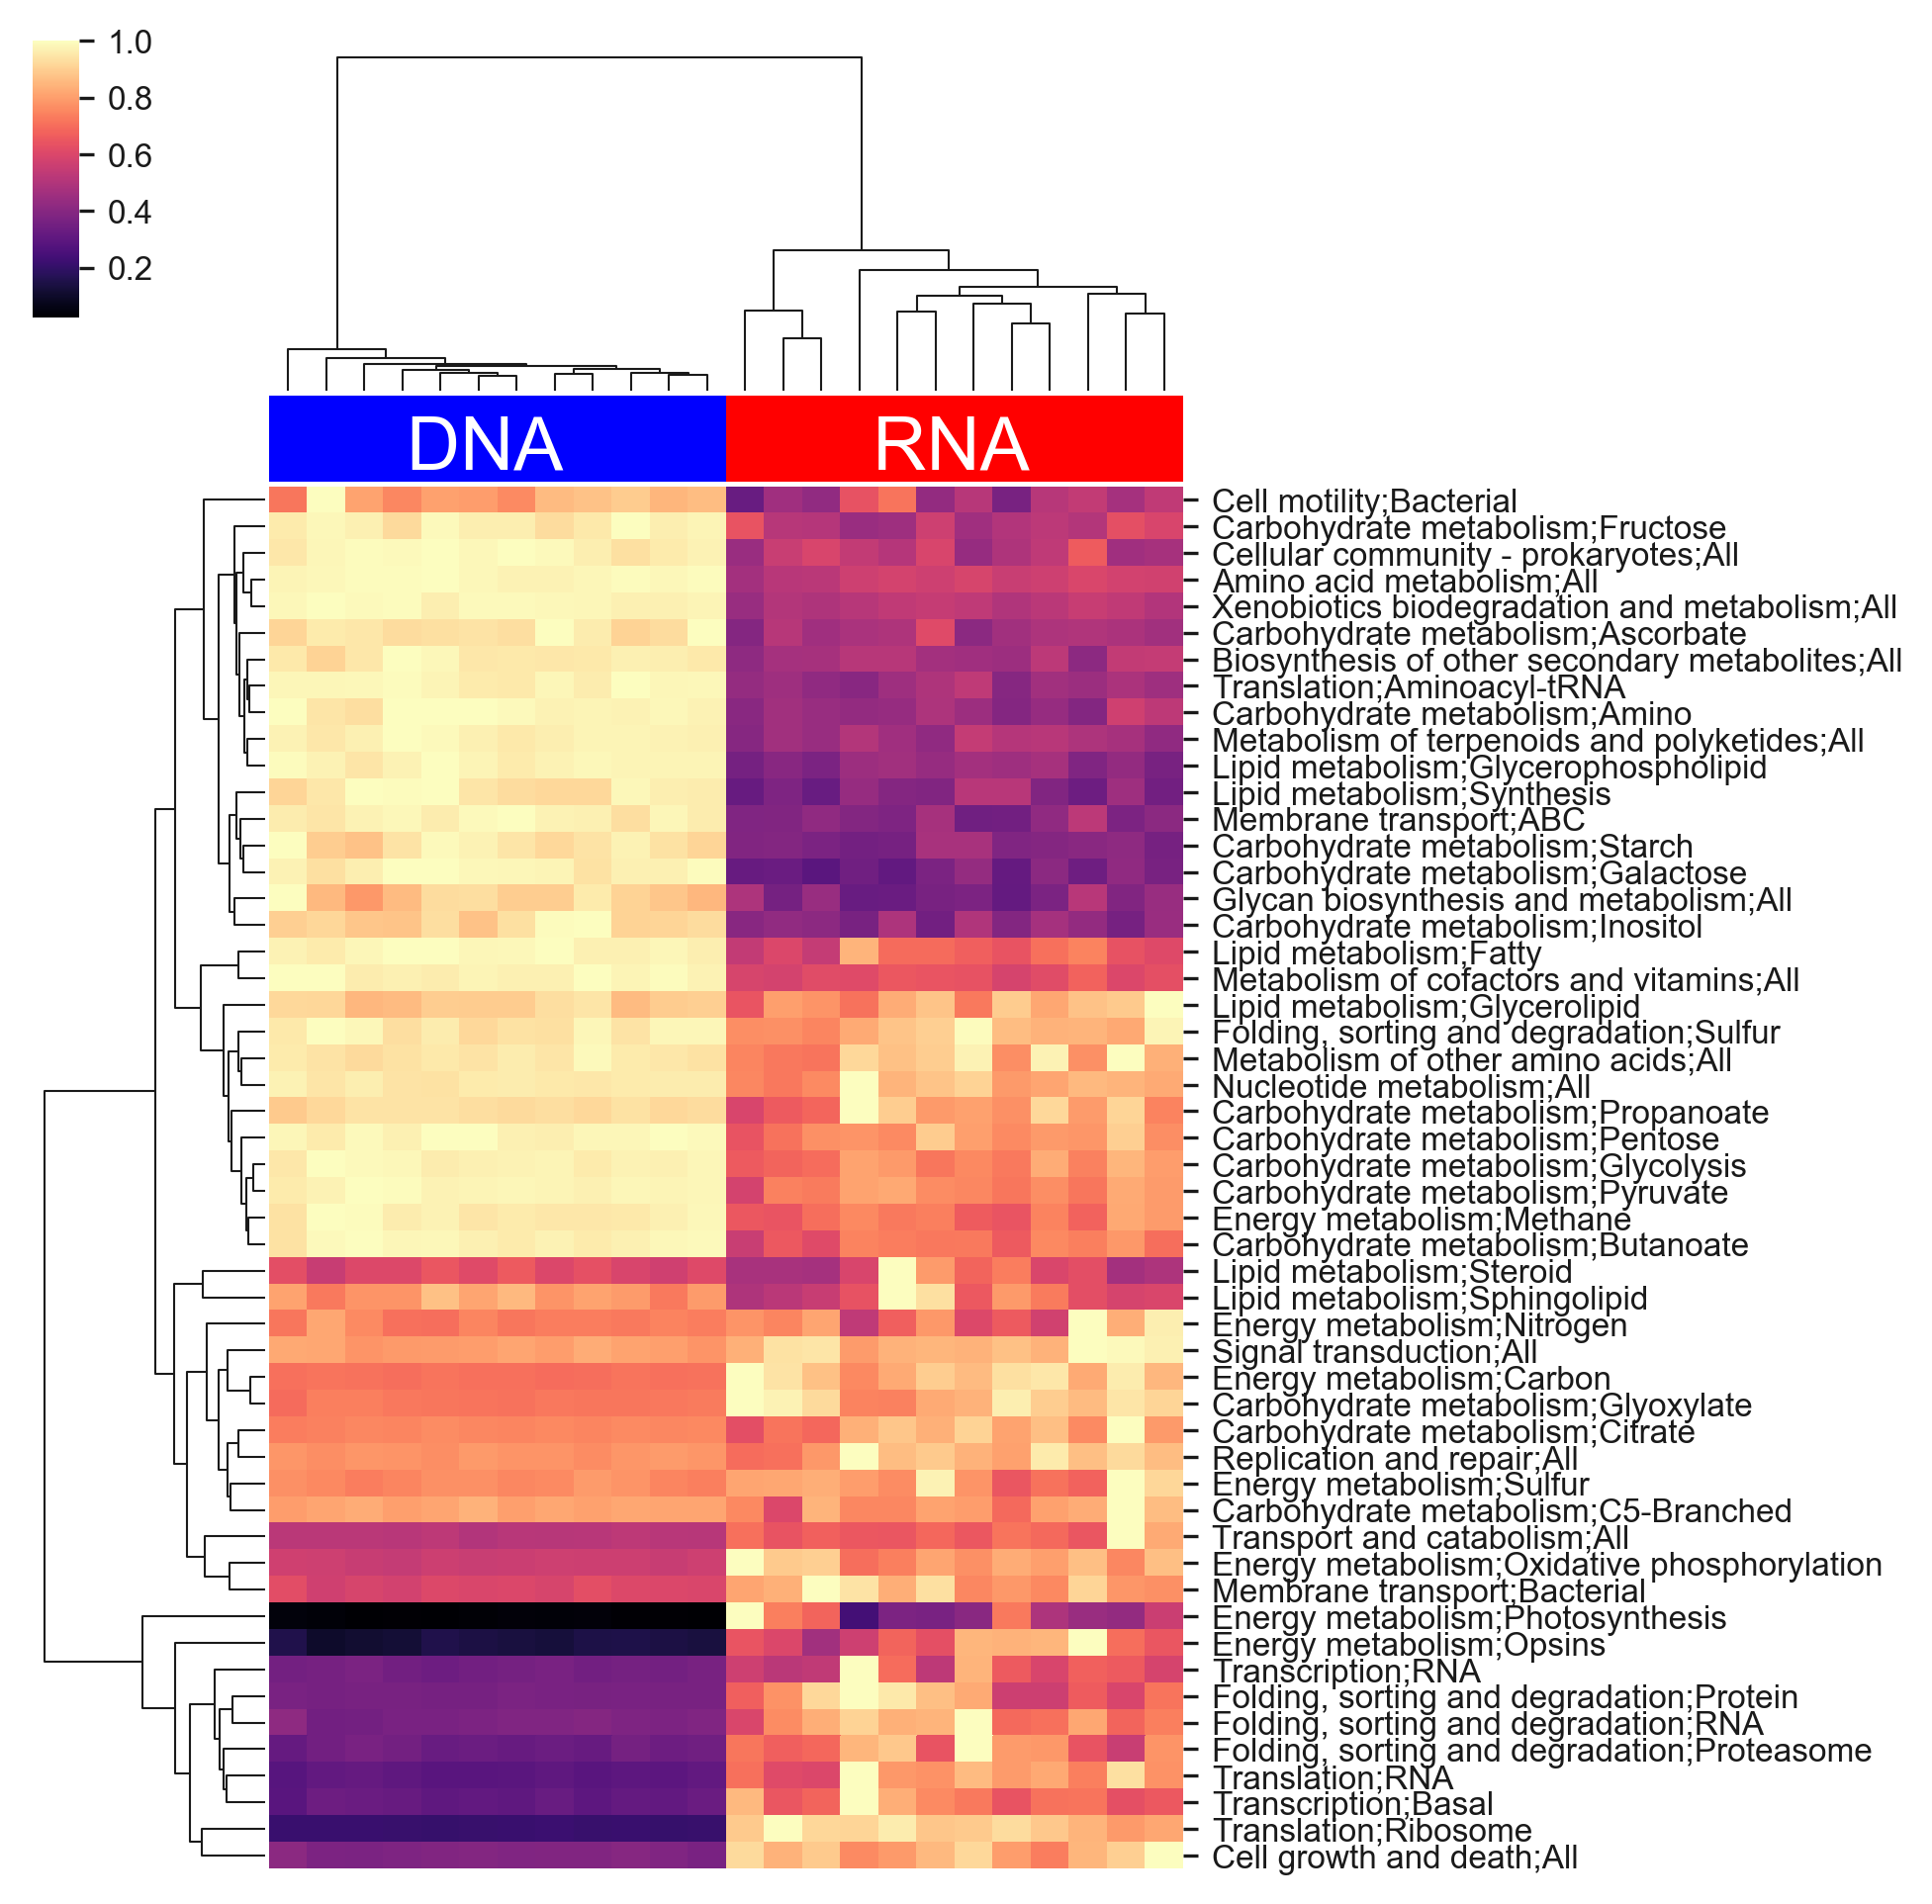 1.0
0.8
0.6
0.4
0.2
DNA RNA
Cell motility;Bacterial
Carbohydrate metabolism;Fructose
Cellular community - prokaryotes;All
Amino acid metabolism;All
Xenobiotics biodegradation and metabolism;All
Carbohydrate metabolism;Ascorbate
Biosynthesis of other secondary metabolites;All
Translation;Aminoacyl-tRNA
Carbohydrate metabolism;Amino
Metabolism of terpenoids and polyketides;All
Lipid metabolism;Glycerophospholipid
Lipid metabolism;Synthesis
Membrane transport;ABC
Carbohydrate metabolism;Starch
Carbohydrate metabolism;Galactose
Glycan biosynthesis and metabolism;All
Carbohydrate metabolism;Inositol
Lipid metabolism;Fatty
Metabolism of cofactors and vitamins;All
Lipid metabolism;Glycerolipid
Folding, sorting and degradation;Sulfur
Metabolism of other amino acids;All
Nucleotide metabolism;All
Carbohydrate metabolism;Propanoate
Carbohydrate metabolism;Pentose
Carbohydrate metabolism;Glycolysis
Carbohydrate metabolism;Pyruvate
Energy metabolism;Methane
Carbohydrate metabolism;Butanoate
Lipid metabolism;Steroid
Lipid metabolism;Sphingolipid
Energy metabolism;Nitrogen
Signal transduction;All
Energy metabolism;Carbon
Carbohydrate metabolism;Glyoxylate
Carbohydrate metabolism;Citrate
Replication and repair;All
Energy metabolism;Sulfur
Carbohydrate metabolism;C5-Branched
Transport and catabolism;All
Energy metabolism;Oxidative phosphorylation
Membrane transport;Bacterial
Energy metabolism;Photosynthesis
Energy metabolism;Opsins
Transcription;RNA
Folding, sorting and degradation;Protein
Folding, sorting and degradation;RNA
Folding, sorting and degradation;Proteasome
Translation;RNA
Transcription;Basal
Translation;Ribosome
Cell growth and death;All